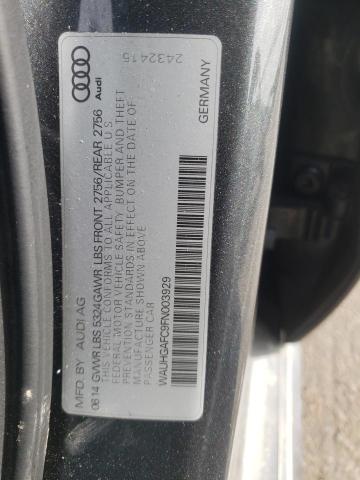 MFD. BY AUDI AG
06 14 GVWR LBS 5324 GAWR LBS FRONT 2756/REAR 2756
THIS VEHICLE CONFORMS TO ALL APPLICABLE U.S.
FEDERAL MOTOR VEHICLE SAFETY, BUMPER AND THEFT
PREVENTION STANDARDS IN EFFECT ON THE DATE OF
MANUFACTURE SHOWN ABOVE
PASSENGER CAR
WAUHGAFC9FN003929
GERMANY
Audi
2432415